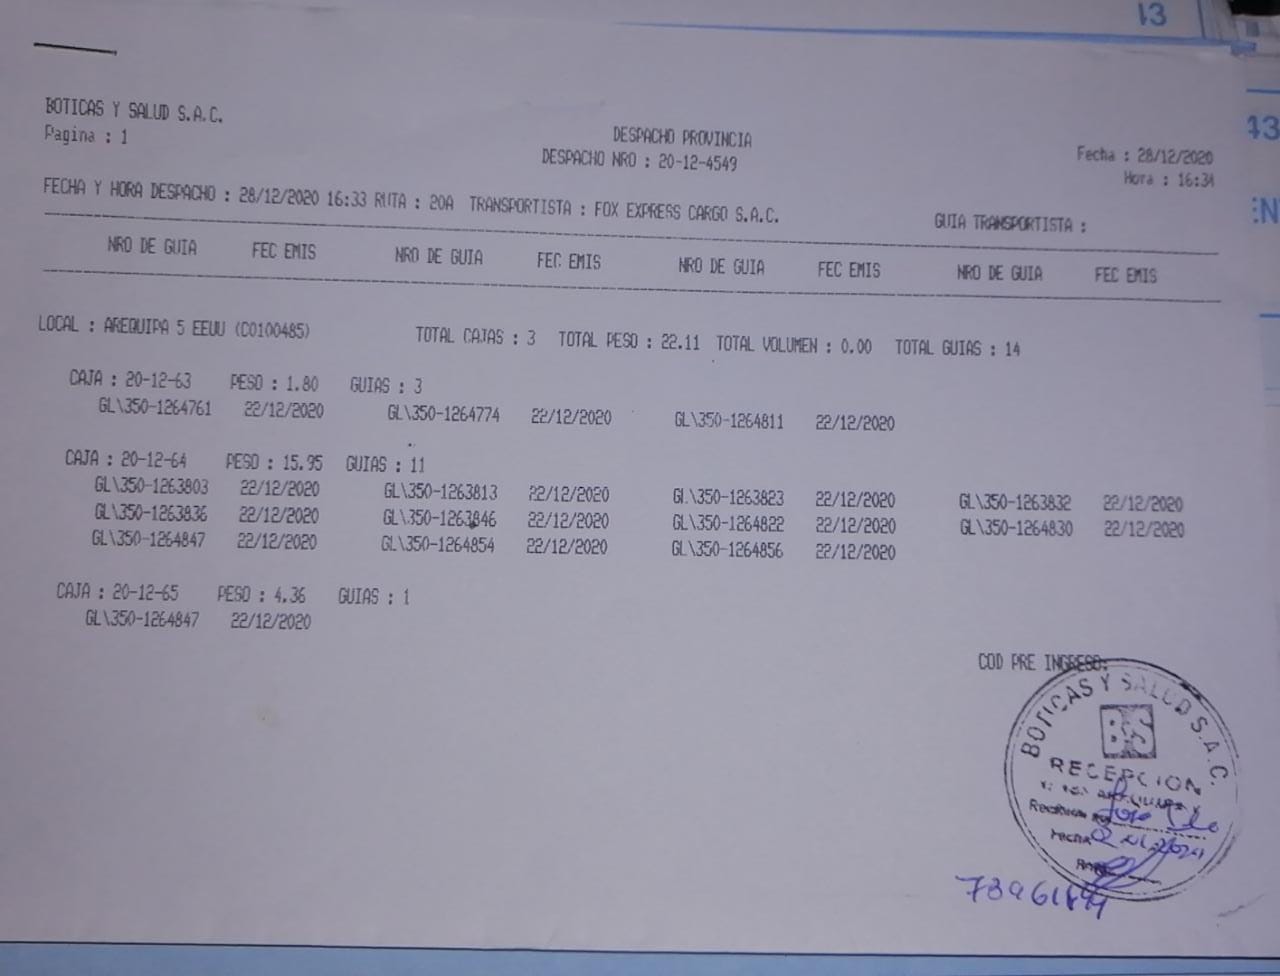 13
BOTICAS Y SALUD S.A.C.
Pagina : 1
DESPACHO PROVINCIA
DESPACHO NRO : 20-12-4549
Fecha : 28/12/2020
Hora : 16:34
FECHA Y HORA DESPACHO : 28/12/2020 16:33 RUTA : 20A TRANSPORTISTA : FOX EXPRESS CARGO S.A.C. GUIA TRANSPORTISTA :
NRO DE GUIA FEC EMIS NRO DE GUIA FEC EMIS NRO DE GUIA FEC EMIS NRO DE GUIA FEC EMIS
LOCAL : AREQUIPA 5 EEUU (C0100485) TOTAL CAJAS : 3 TOTAL PESO : 22.11 TOTAL VOLUMEN : 0.00 TOTAL GUIAS : 14
CAJA : 20-12-63 PESO : 1.80 GUIAS : 3
GL\350-1264761 22/12/2020 GL\350-1264774 22/12/2020 GL\350-1264811 22/12/2020
CAJA : 20-12-64 PESO : 15.95 GUIAS : 11
GL\350-1263803 22/12/2020 GL\350-1263813 22/12/2020 GL\350-1263823 22/12/2020 GL\350-1263832 22/12/2020
GL\350-1263836 22/12/2020 GL\350-1263846 22/12/2020 GL\350-1264822 22/12/2020 GL\350-1264830 22/12/2020
GL\350-1264847 22/12/2020 GL\350-1264854 22/12/2020 GL\350-1264856 22/12/2020
CAJA : 20-12-65 PESO : 4.36 GUIAS : 1
GL\350-1264847 22/12/2020
COD PRE INGRESO:
BOTICAS Y SALUD S.A.C.
BS
RECEPCION